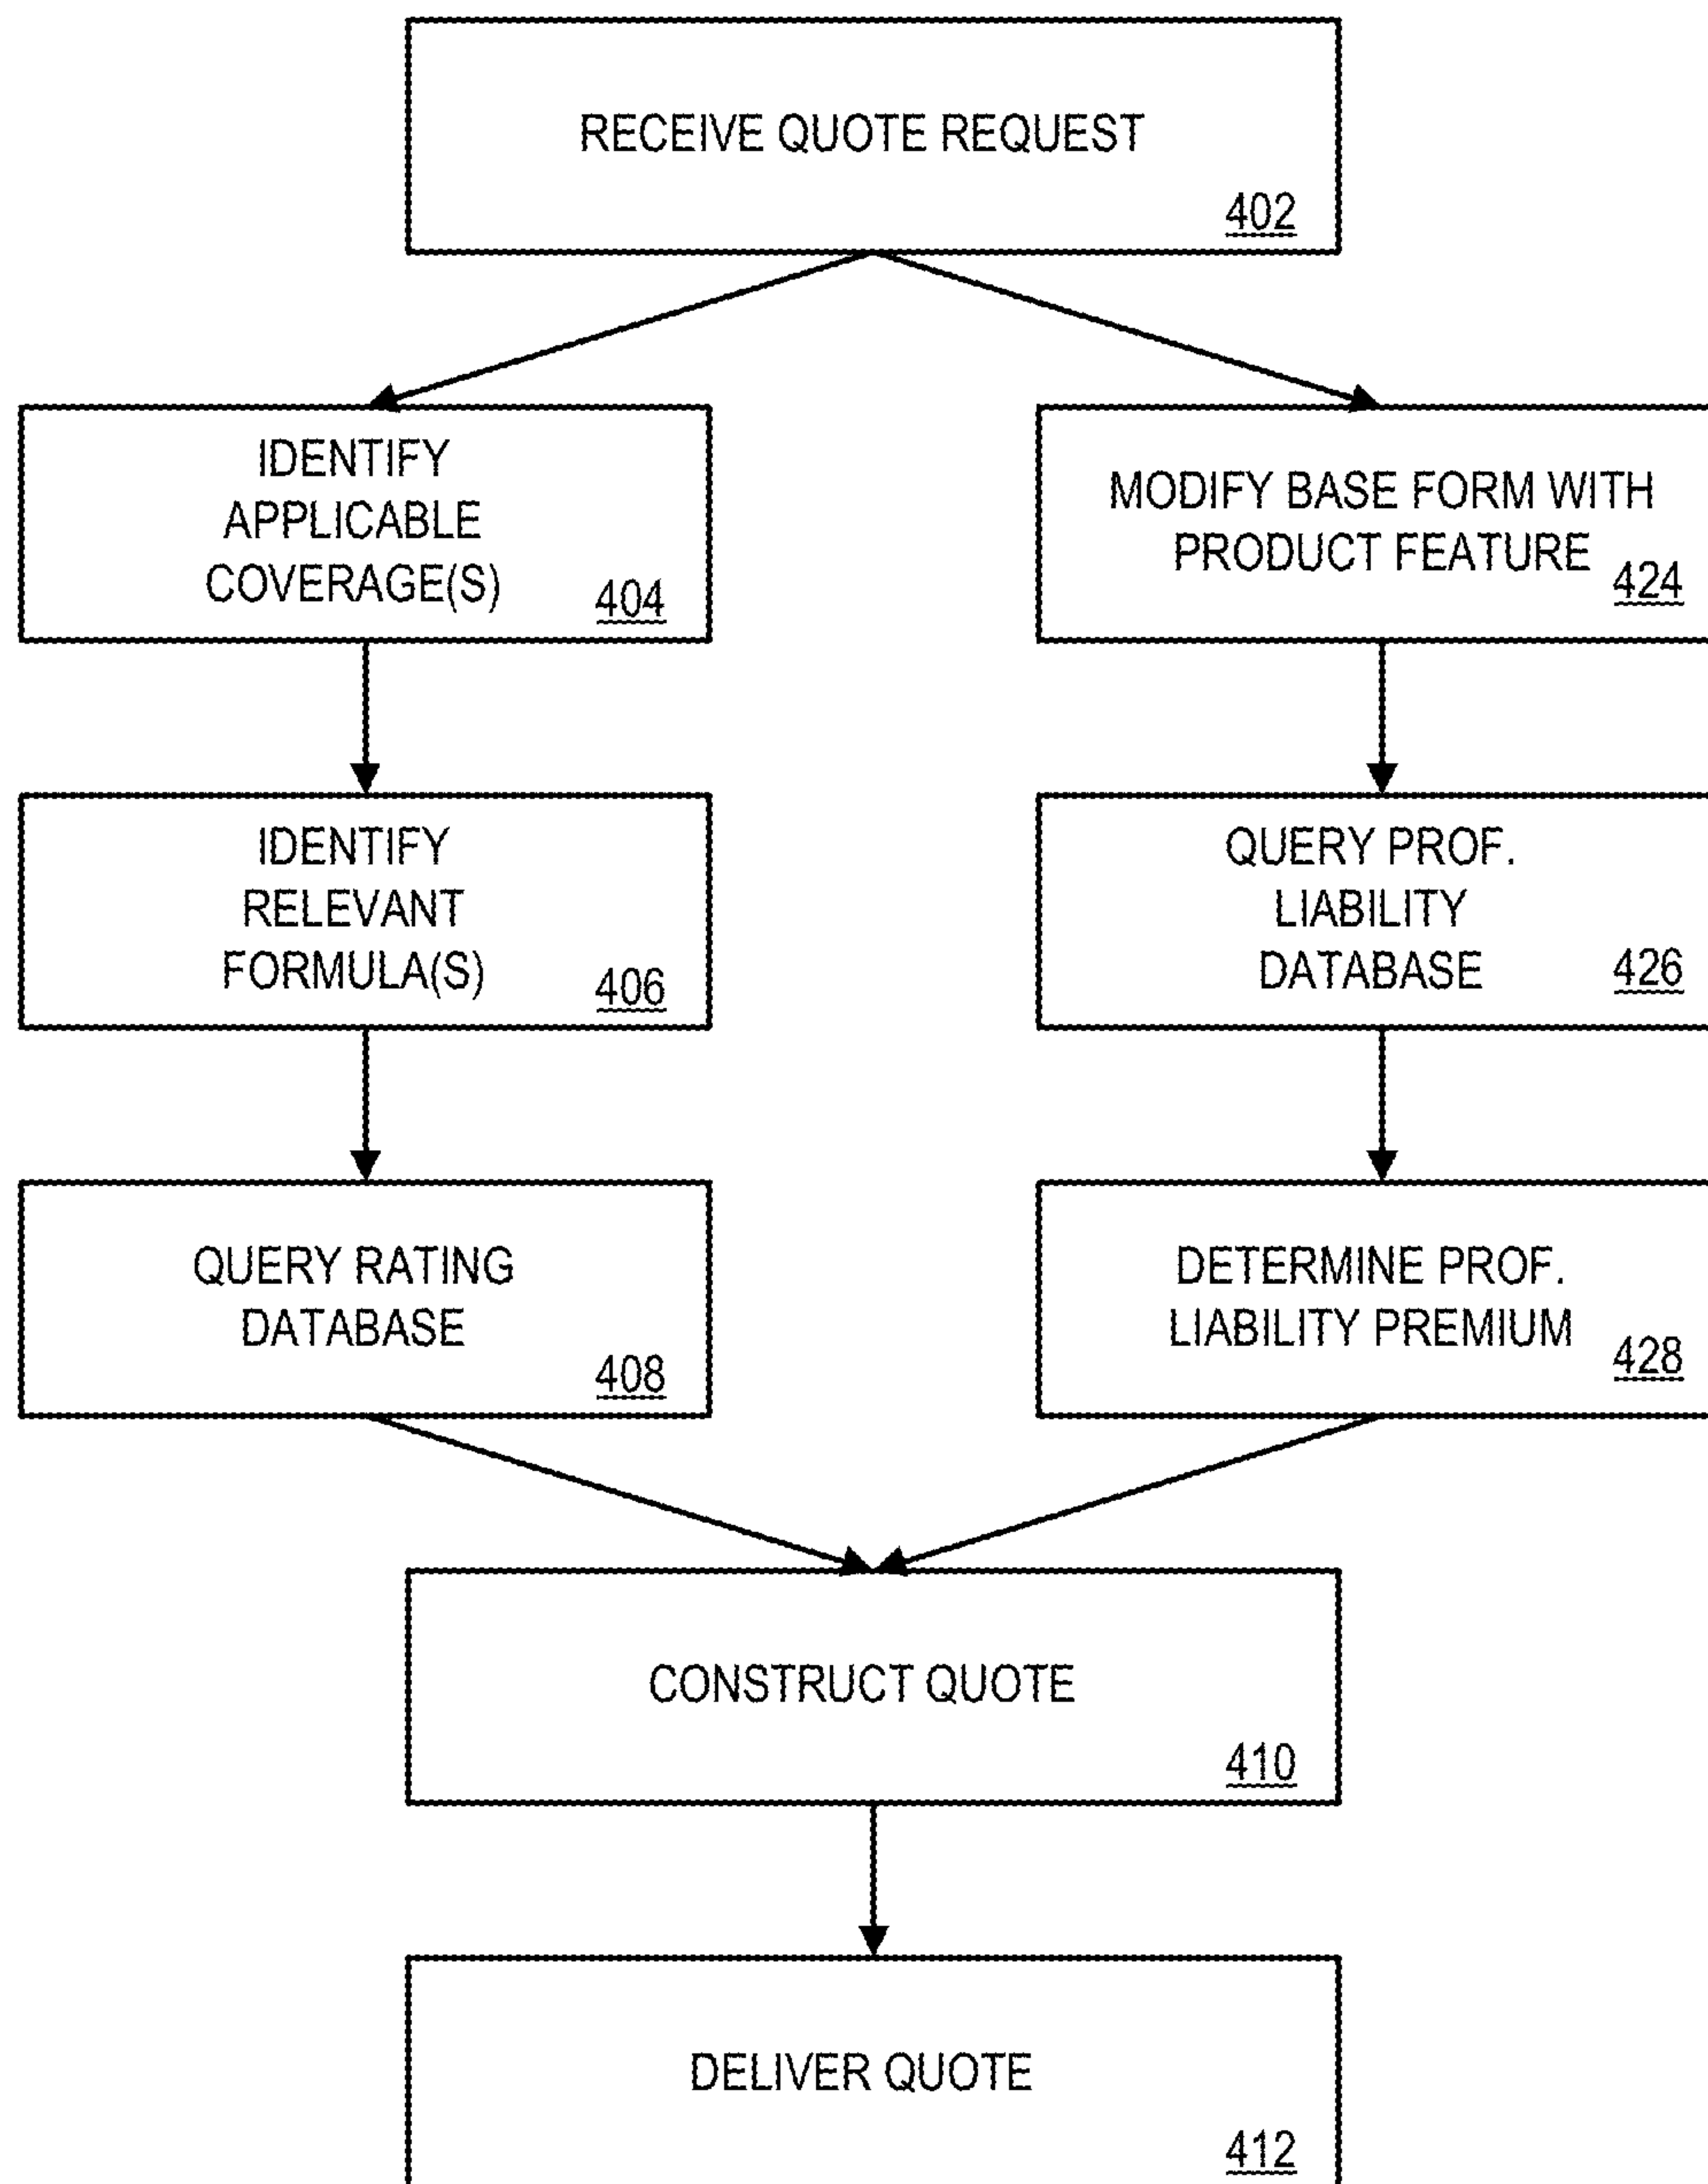 RECEIVE QUOTE REQUEST
402
IDENTIFY
APPLICABLE
COVERAGE(S)
404
MODIFY BASE FORM WITH
PRODUCT FEATURE
424
IDENTIFY
RELEVANT
FORMULA(S)
406
QUERY PROF.
LIABILITY
DATABASE
426
QUERY RATING
DATABASE
408
DETERMINE PROF.
LIABILITY PREMIUM
428
CONSTRUCT QUOTE
410
DELIVER QUOTE
412